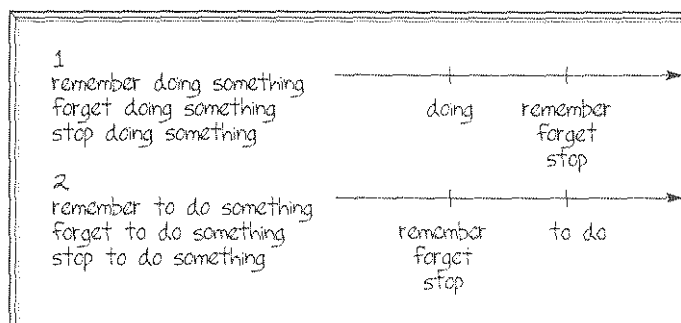 1
remember doing something
forget doing something
stop doing something
doing
remember
forget
stop
2
remember to do something
forget to do something
stop to do something
remember
forget
stop
to do